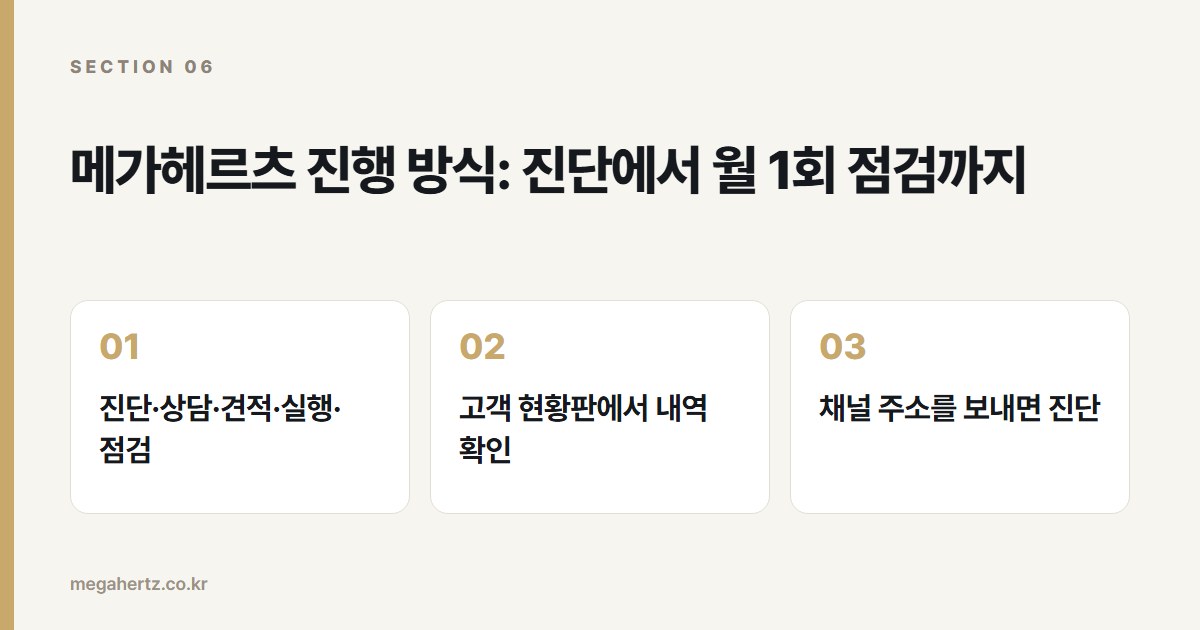 SECTION 06
메가헤르츠 진행 방식: 진단에서 월 1회 점검까지
01
진단·상담·견적·실행·
점검
02
고객 현황판에서 내역
확인
03
채널 주소를 보내면 진단
megahertz.co.kr